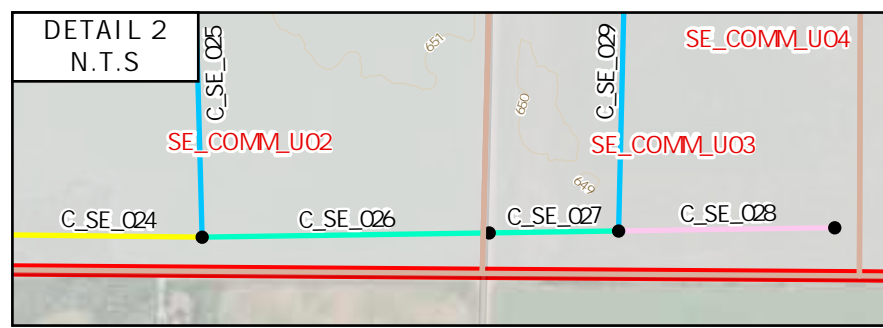 DETAIL 2
N.T.S
C_SE_025
651
C_SE_029
SE_COMM_U04
650
SE_COMM_U02
SE_COMM_U03
649
C_SE_024
C_SE_026
C_SE_027
C_SE_028